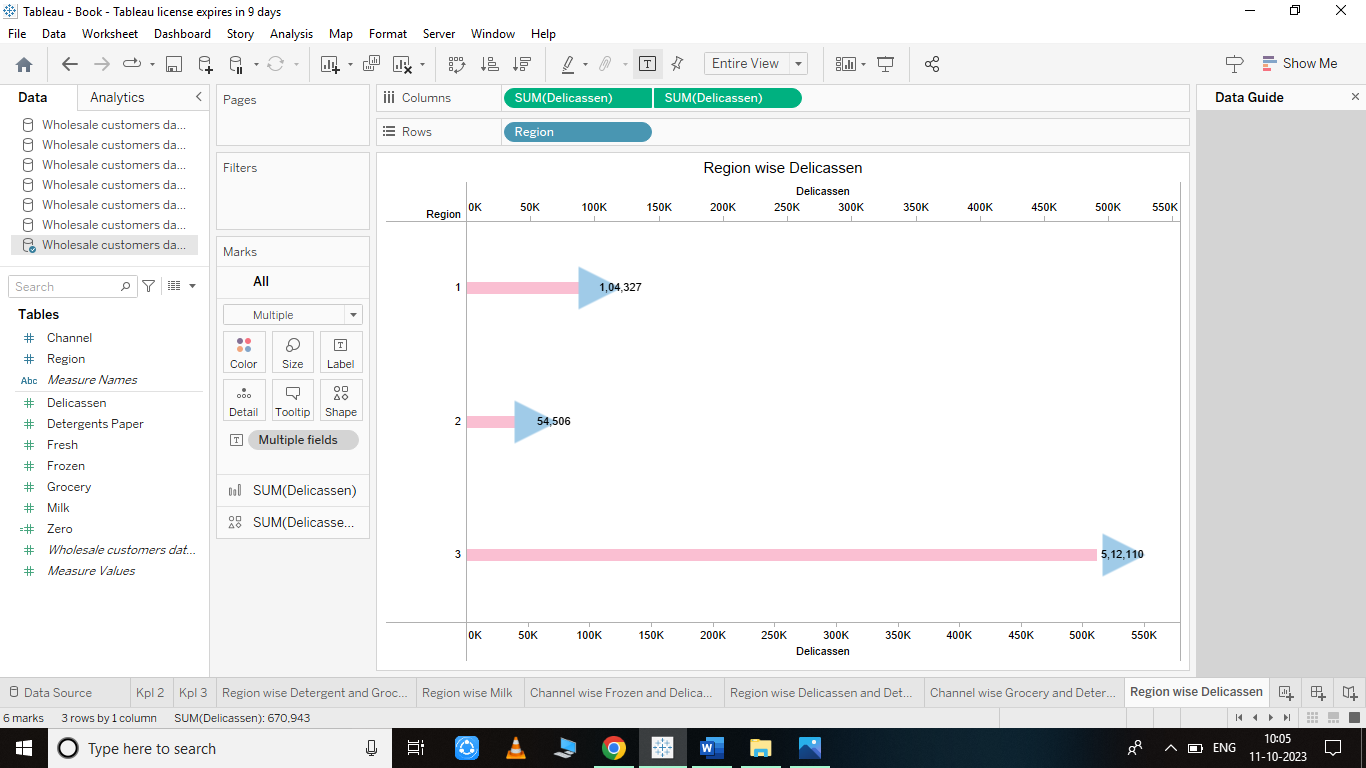 Tableau - Book - Tableau license expires in 9 days
File Data Worksheet Dashboard Story Analysis Map Format Server Window Help
Entire View
Show Me
Data Analytics
Wholesale customers da...
Wholesale customers da...
Wholesale customers da...
Wholesale customers da...
Wholesale customers da...
Wholesale customers da...
Wholesale customers da...
Search
Tables
Channel
Region
Abc Measure Names
Delicassen
Detergents Paper
Fresh
Frozen
Grocery
Milk
Zero
Wholesale customers dat...
Measure Values
Pages
Filters
Marks
All
Multiple
Color Size Label
Detail Tooltip Shape
Multiple fields
SUM(Delicassen)
SUM(Delicasse...
Columns SUM(Delicassen) SUM(Delicassen)
Rows Region
Region wise Delicassen
Delicassen
Region 0K 50K 100K 150K 200K 250K 300K 350K 400K 450K 500K 550K
1 1,04,327
2 54,506
3 5,12,110
0K 50K 100K 150K 200K 250K 300K 350K 400K 450K 500K 550K
Delicassen
Data Guide
Data Source Kpl 2 Kpl 3 Region wise Detergent and Groc... Region wise Milk Channel wise Frozen and Delica... Region wise Delicassen and Det... Channel wise Grocery and Deter... Region wise Delicassen
6 marks 3 rows by 1 column SUM(Delicassen): 670,943
Type here to search
ENG
10:05
11-10-2023